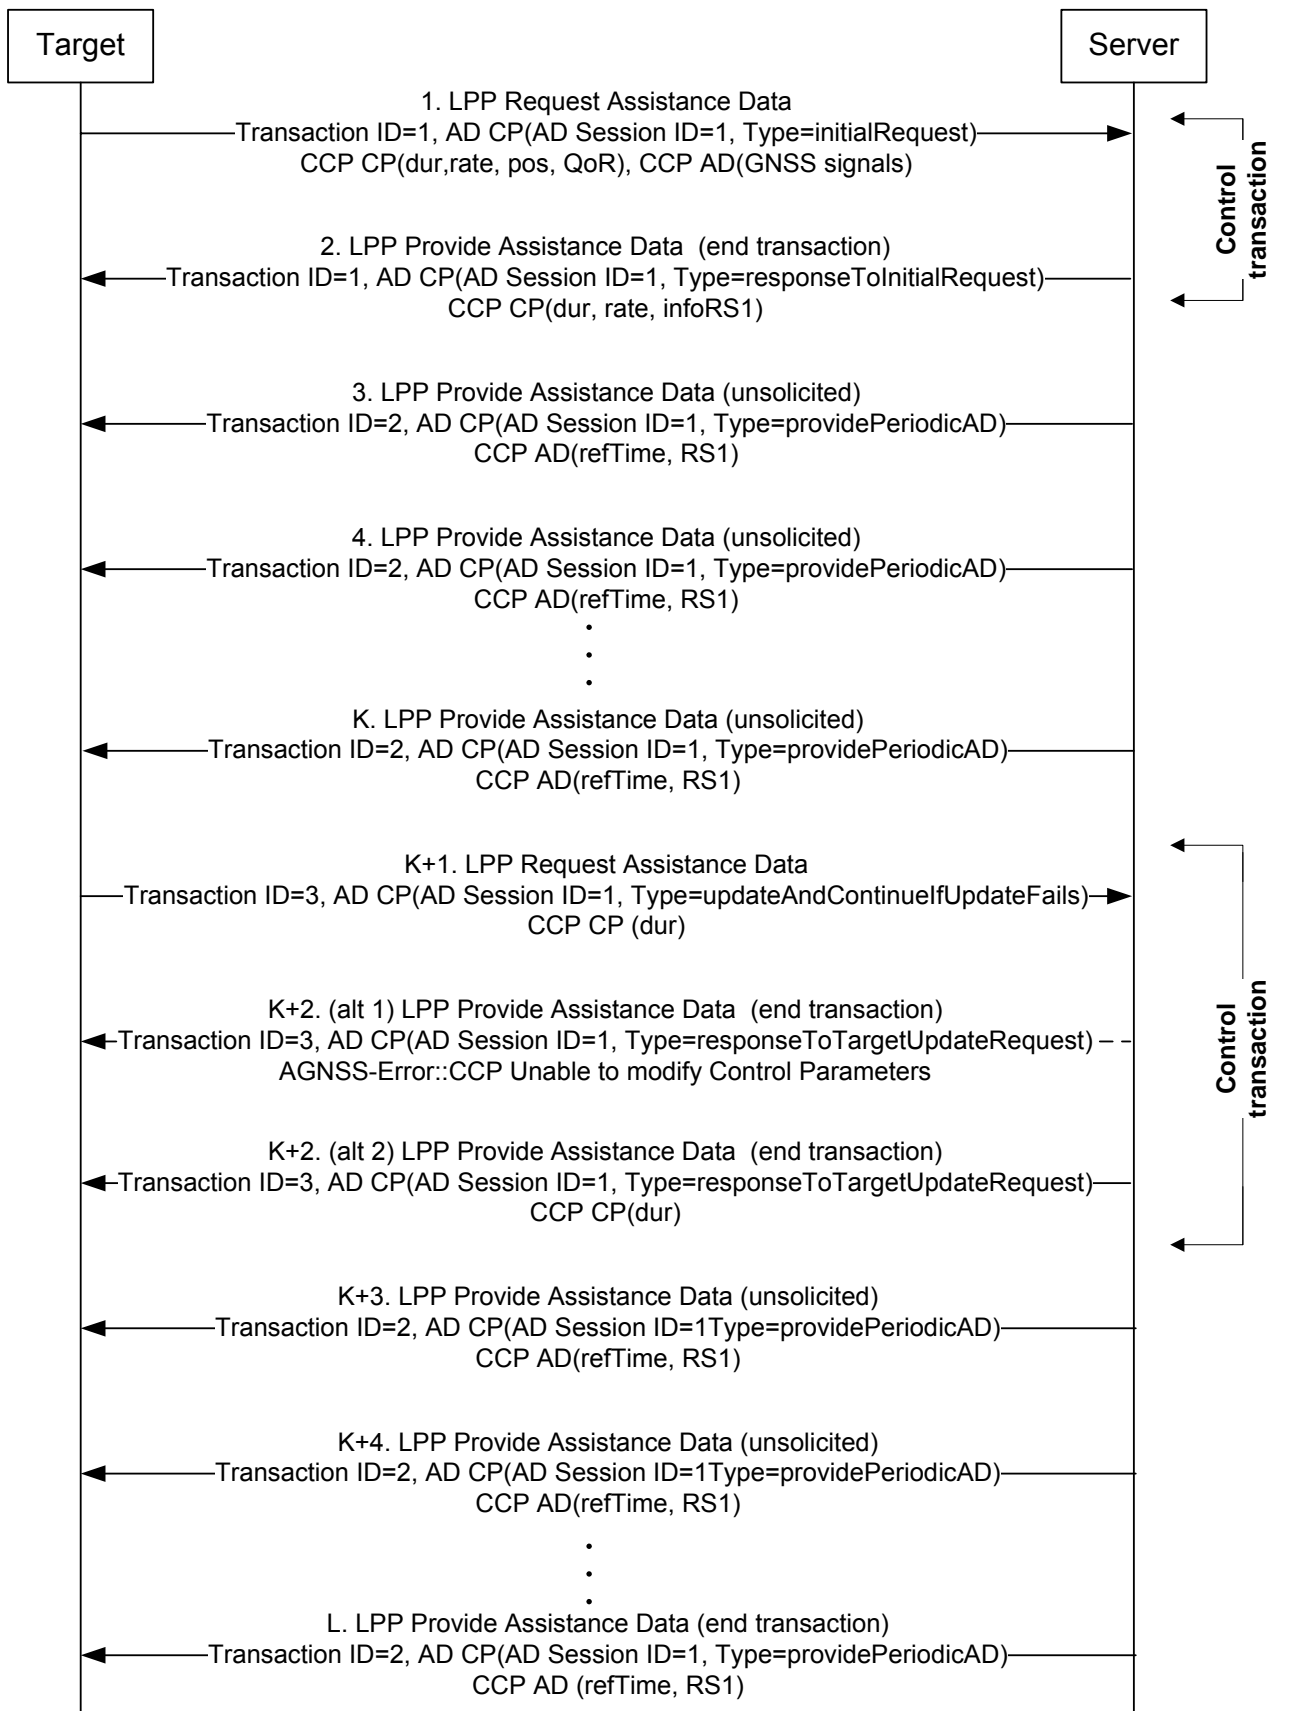 Target
Server
1. LPP Request Assistance Data
Transaction ID=1, AD CP(AD Session ID=1, Type=initialRequest)
CCP CP(dur,rate, pos, QoR), CCP AD(GNSS signals)
Control
transaction
2. LPP Provide Assistance Data  (end transaction)
Transaction ID=1, AD CP(AD Session ID=1, Type=responseToInitialRequest)
CCP CP(dur, rate, infoRS1)
3. LPP Provide Assistance Data (unsolicited)
Transaction ID=2, AD CP(AD Session ID=1, Type=providePeriodicAD)
CCP AD(refTime, RS1)
4. LPP Provide Assistance Data (unsolicited)
Transaction ID=2, AD CP(AD Session ID=1, Type=providePeriodicAD)
CCP AD(refTime, RS1)
K. LPP Provide Assistance Data (unsolicited)
Transaction ID=2, AD CP(AD Session ID=1, Type=providePeriodicAD)
CCP AD(refTime, RS1)
K+1. LPP Request Assistance Data
Transaction ID=3, AD CP(AD Session ID=1, Type=updateAndContinueIfUpdateFails)
CCP CP (dur)
K+2. (alt 1) LPP Provide Assistance Data  (end transaction)
Transaction ID=3, AD CP(AD Session ID=1, Type=responseToTargetUpdateRequest)
AGNSS-Error::CCP Unable to modify Control Parameters
Control
transaction
K+2. (alt 2) LPP Provide Assistance Data  (end transaction)
Transaction ID=3, AD CP(AD Session ID=1, Type=responseToTargetUpdateRequest)
CCP CP(dur)
K+3. LPP Provide Assistance Data (unsolicited)
Transaction ID=2, AD CP(AD Session ID=1Type=providePeriodicAD)
CCP AD(refTime, RS1)
K+4. LPP Provide Assistance Data (unsolicited)
Transaction ID=2, AD CP(AD Session ID=1Type=providePeriodicAD)
CCP AD(refTime, RS1)
L. LPP Provide Assistance Data (end transaction)
Transaction ID=2, AD CP(AD Session ID=1, Type=providePeriodicAD)
CCP AD (refTime, RS1)